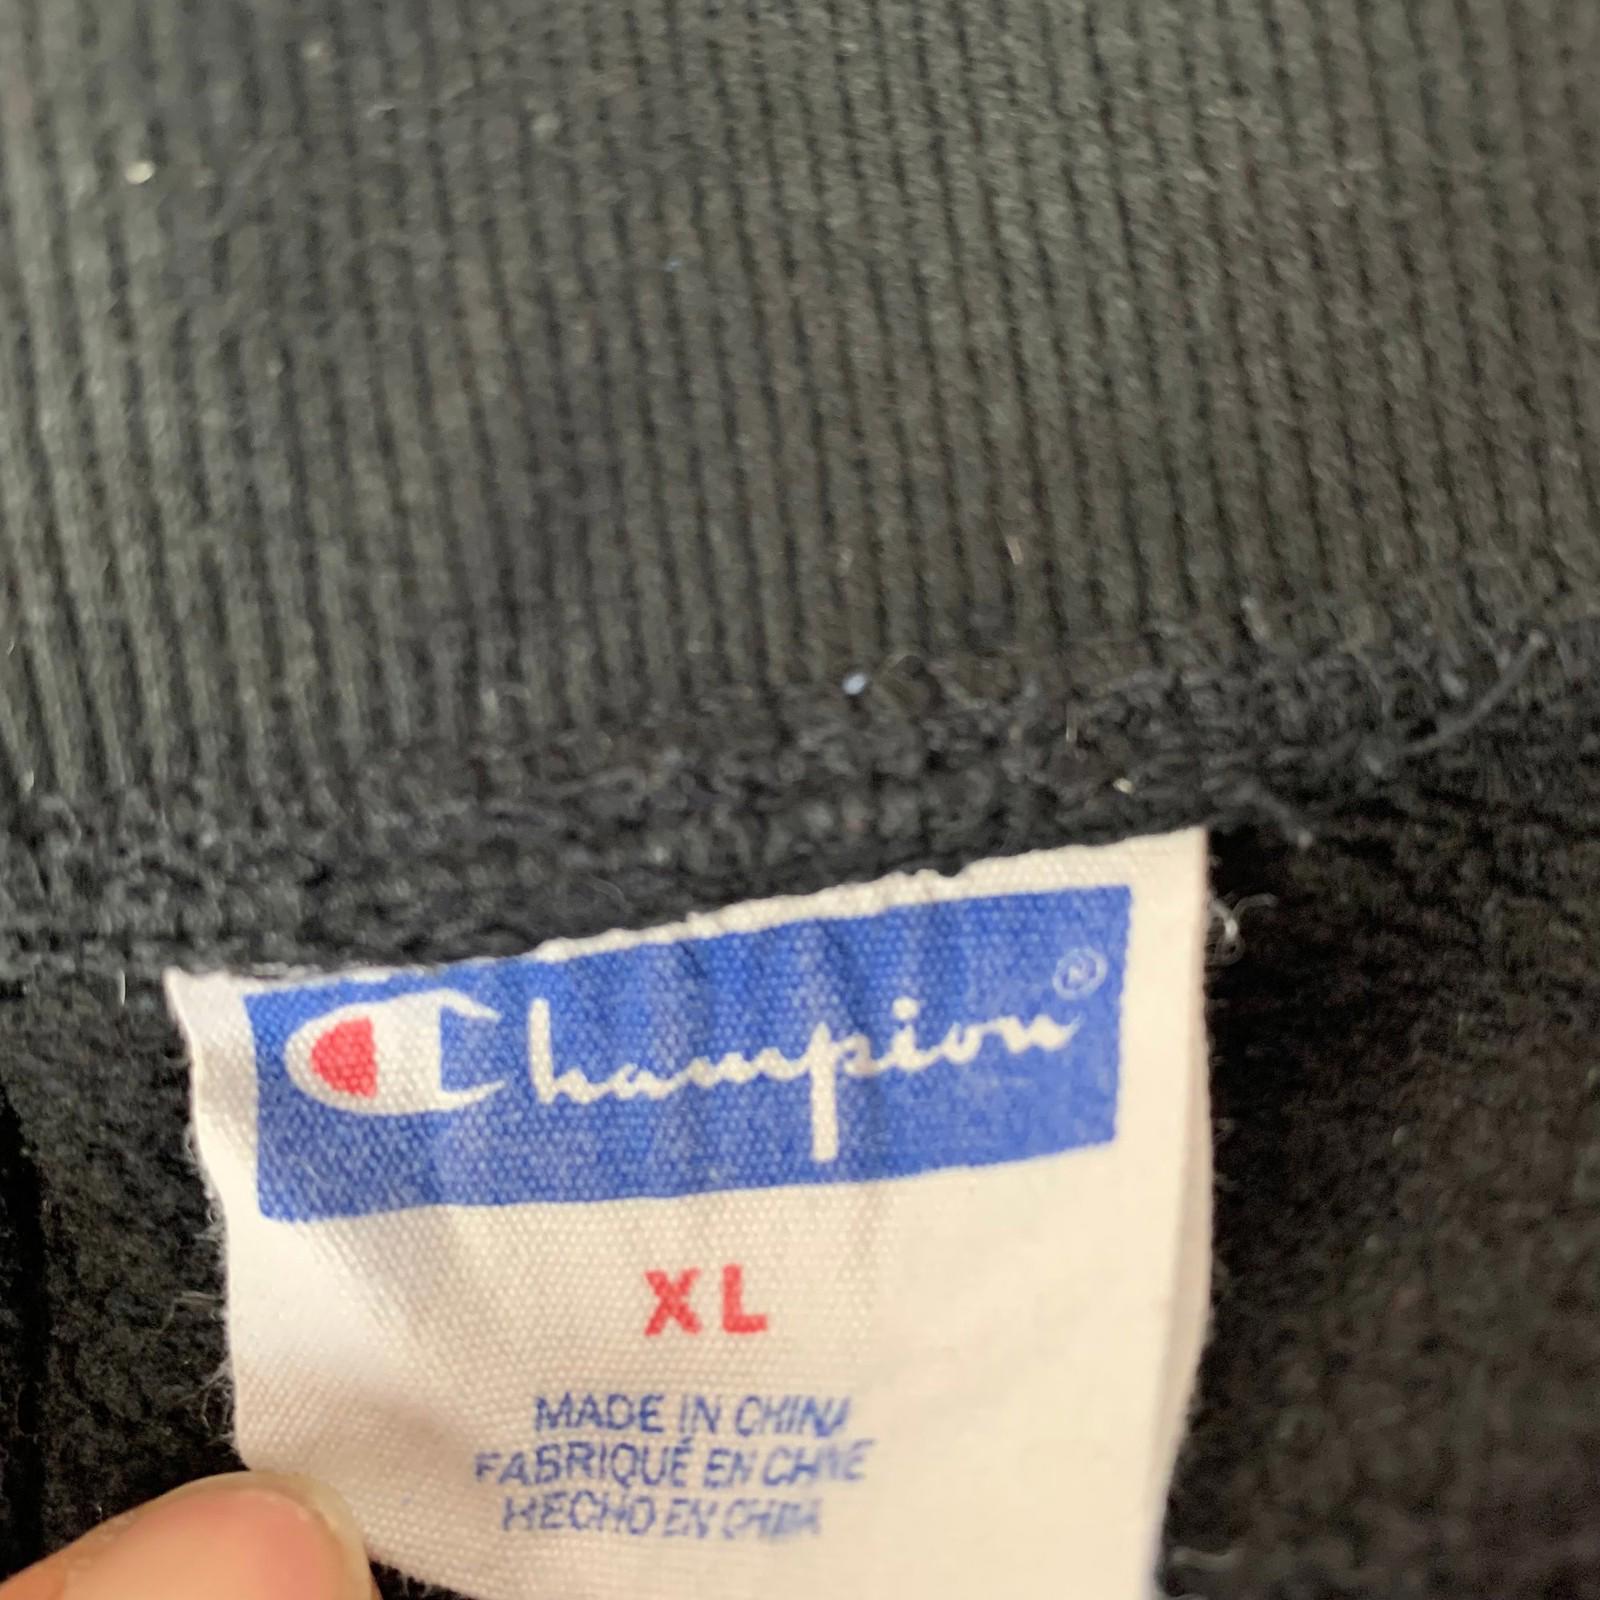 Champion®
XL
MADE IN CHINA
FABRIQUÉ EN CHINE
HECHO EN CHINA